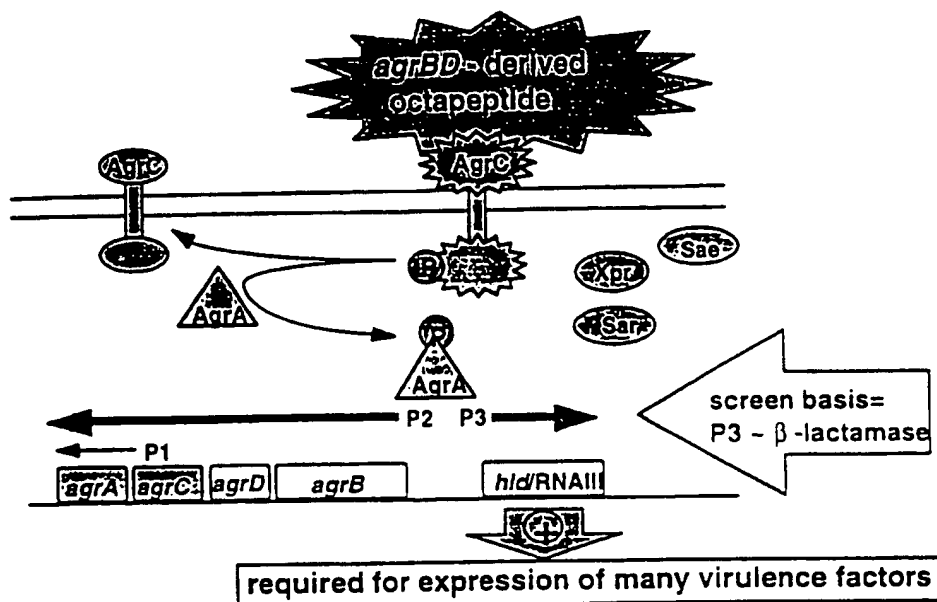 agrBD - derived
octapeptide
AgrC
AgrC
Sae
P
Xpr
AgrA
Sar
P
AgrA
P2 P3
screen basis=
P3 - β-lactamase
P1
agrA agrC agrD agrB hld/RNAIII
+
required for expression of many virulence factors